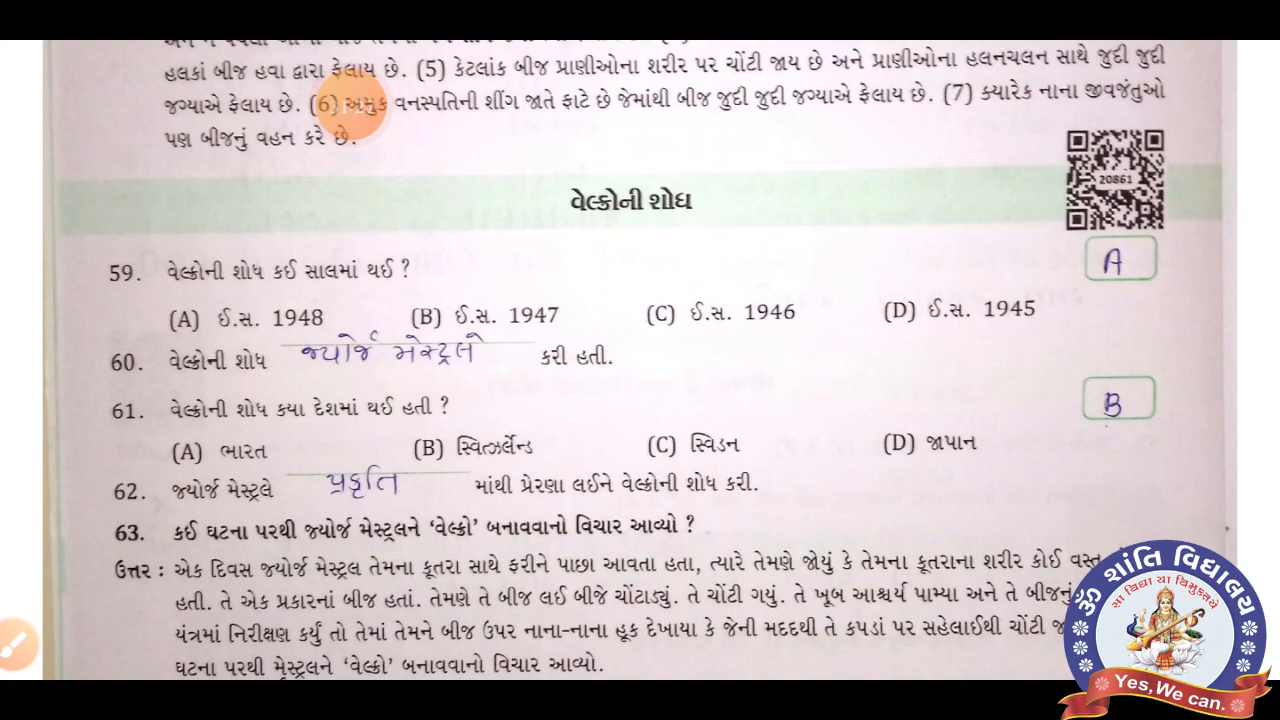 હલકાં બીજ હવા દ્વારા ફેલાય છે. (5) કેટલાંક બીજ પ્રાણીઓના શરીર પર ચોંટી જાય છે અને પ્રાણીઓના હલનચલન સાથે જુદી જુદી
જગ્યાએ ફેલાય છે. (6) અમુક વનસ્પતિની શીંગ જાતે ફાટે છે જેમાંથી બીજ જુદી જુદી જગ્યાએ ફેલાય છે. (7) ક્યારેક નાના જીવજંતુઓ
પણ બીજનું વહન કરે છે.
20861
વેલ્ક્રોની શોધ
59. વેલ્ક્રોની શોધ કઈ સાલમાં થઈ ? A
(A) ઈ.સ. 1948 (B) ઈ.સ. 1947 (C) ઈ.સ. 1946 (D) ઈ.સ. 1945
60. વેલ્ક્રોની શોધ જ્યોર્જ મેસ્ટ્રલે કરી હતી.
61. વેલ્ક્રોની શોધ કયા દેશમાં થઈ હતી ? B
(A) ભારત (B) સ્વિત્ઝર્લેન્ડ (C) સ્વિડન (D) જાપાન
62. જ્યોર્જ મેસ્ટ્રલે પ્રકૃતિ માંથી પ્રેરણા લઈને વેલ્ક્રોની શોધ કરી.
63. કઈ ઘટના પરથી જ્યોર્જ મેસ્ટ્રલને ‘વેલ્ક્રો’ બનાવવાનો વિચાર આવ્યો ?
ઉત્તર : એક દિવસ જ્યોર્જ મેસ્ટ્રલ તેમના કૂતરા સાથે ફરીને પાછા આવતા હતા, ત્યારે તેમણે જોયું કે તેમના કૂતરાના શરીર કોઈ
હતી. તે એક પ્રકારનાં બીજ હતાં. તેમણે તે બીજ લઈ બીજે ચોંટાડ્યું. તે ચોંટી ગયું. તે ખૂબ આશ્ચર્ય પામ્યા અને તે બીજનું
યંત્રમાં નિરીક્ષણ કર્યું તો તેમાં તેમને બીજ ઉપર નાના-નાના હૂક દેખાયા કે જેની મદદથી તે કપડાં પર સહેલાઈથી ચોંટી
ઘટના પરથી મેસ્ટ્રલને ‘વેલ્ક્રો’ બનાવવાનો વિચાર આવ્યો.
ૐ શાંતિ વિદ્યાલય
सा विद्या या विमुक्तये
Yes, We can.